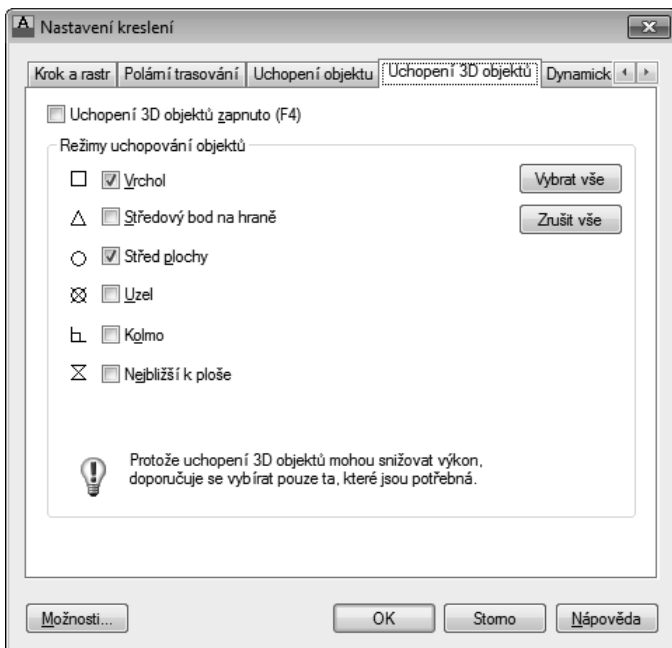 Nastavení kreslení
Krok a rastr Polární trasování Uchopení objektu Uchopení 3D objektů Dynamick
Uchopení 3D objektů zapnuto (F4)
Režimy uchopování objektů
Vrchol Vybrat vše
Středový bod na hraně Zrušit vše
Střed plochy
Uzel
Kolmo
Nejbližší k ploše
Protože uchopení 3D objektů mohou snižovat výkon,
doporučuje se vybírat pouze ta, které jsou potřebná.
Možnosti... OK Storno Nápověda